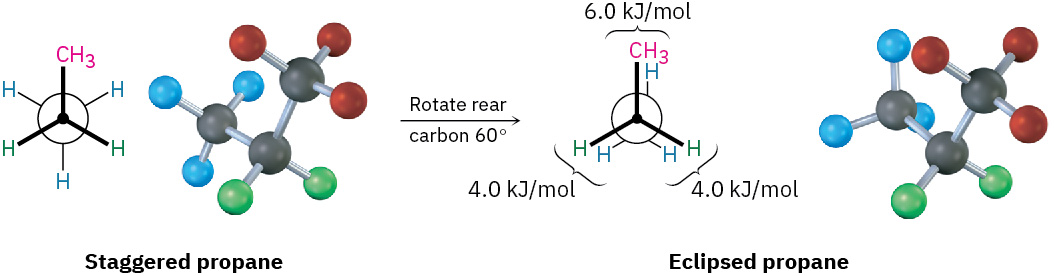 CH3
H
H
H
H
H
Staggered propane
Rotate rear
carbon 60°
6.0 kJ/mol
CH3
H
H
H
H
H
4.0 kJ/mol
4.0 kJ/mol
Eclipsed propane